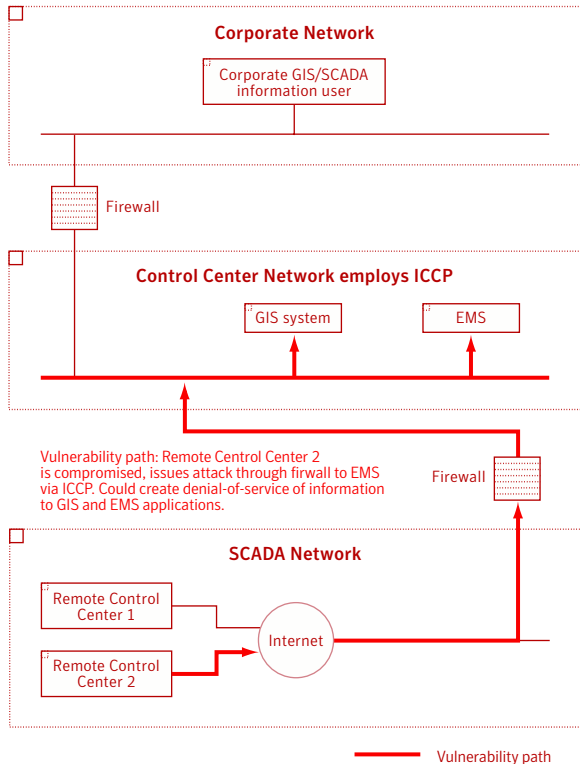 Corporate Network
Corporate GIS/SCADA
information user
Firewall
Control Center Network employs ICCP
GIS system
EMS
Vulnerability path: Remote Control Center 2
is compromised, issues attack through firwall to EMS
via ICCP. Could create denial-of-service of information
to GIS and EMS applications.
Firewall
SCADA Network
Remote Control
Center 1
Internet
Remote Control
Center 2
Vulnerability path